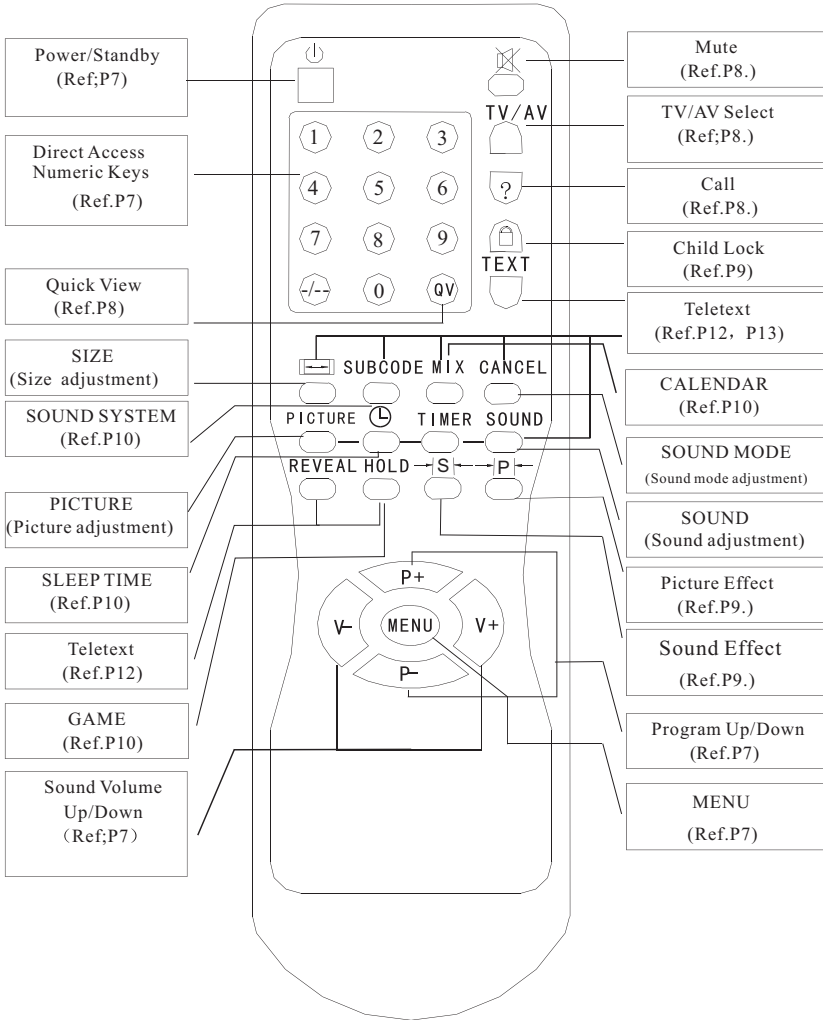 Power/Standby
(Ref;P7)
Direct Access
Numeric Keys
(Ref.P7)
Quick View
(Ref.P8)
SIZE
(Size adjustment)
SOUND SYSTEM
(Ref.P10)
PICTURE
(Picture adjustment)
SLEEP TIME
(Ref.P10)
Teletext
(Ref.P12)
GAME
(Ref.P10)
Sound Volume
Up/Down
(Ref;P7)
TV/AV
1 2 3
4 5 6
?
7 8 9
TEXT
-/-- 0 QV
SUBCODE MIX CANCEL
PICTURE TIMER SOUND
REVEAL HOLD S P
P+
V- MENU V+
P-
Mute
(Ref.P8.)
TV/AV Select
(Ref;P8.)
Call
(Ref.P8.)
Child Lock
(Ref.P9)
Teletext
(Ref.P12, P13)
CALENDAR
(Ref.P10)
SOUND MODE
(Sound mode adjustment)
SOUND
(Sound adjustment)
Picture Effect
(Ref.P9.)
Sound Effect
(Ref.P9.)
Program Up/Down
(Ref.P7)
MENU
(Ref.P7)